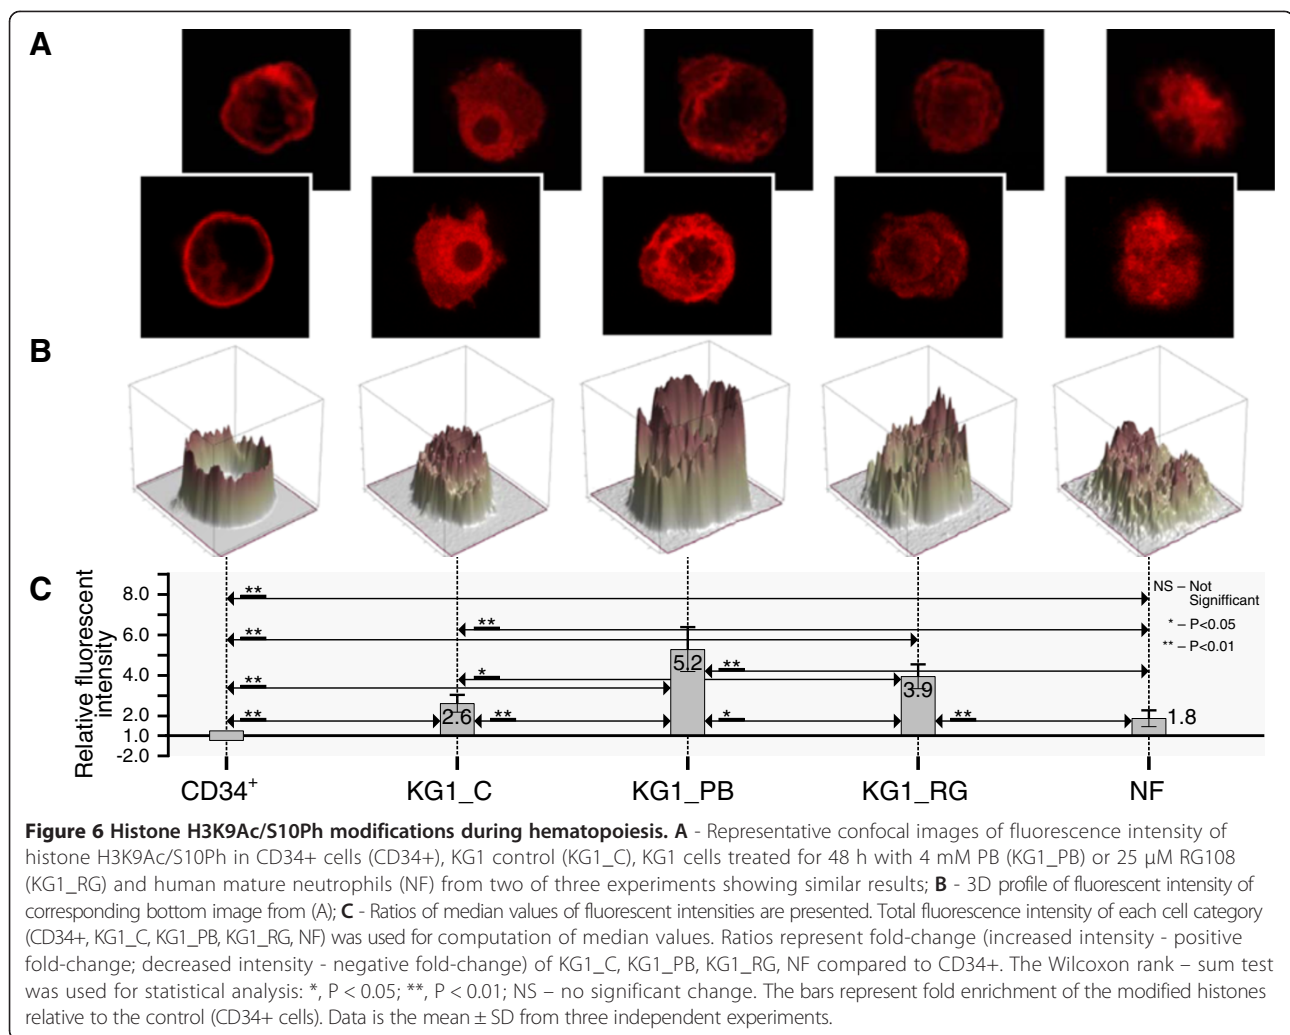 A
B
C
Relative fluorescent
intensity
8.0
6.0
4.0
2.0
1.0
-2.0
**
NS – Not
Signifficant
**
* – P<0.05
**
** – P<0.01
*
**
5.2
3.9
**
**
2.6
**
*
**
1.8
CD34+
KG1_C
KG1_PB
KG1_RG
NF
Figure 6 Histone H3K9Ac/S10Ph modifications during hematopoiesis. A - Representative confocal images of fluorescence intensity of
histone H3K9Ac/S10Ph in CD34+ cells (CD34+), KG1 control (KG1_C), KG1 cells treated for 48 h with 4 mM PB (KG1_PB) or 25 μM RG108
(KG1_RG) and human mature neutrophils (NF) from two of three experiments showing similar results; B - 3D profile of fluorescent intensity of
corresponding bottom image from (A); C - Ratios of median values of fluorescent intensities are presented. Total fluorescence intensity of each cell category
(CD34+, KG1_C, KG1_PB, KG1_RG, NF) was used for computation of median values. Ratios represent fold-change (increased intensity - positive
fold-change; decreased intensity - negative fold-change) of KG1_C, KG1_PB, KG1_RG, NF compared to CD34+. The Wilcoxon rank – sum test
was used for statistical analysis: *, P < 0.05; **, P < 0.01; NS – no significant change. The bars represent fold enrichment of the modified histones
relative to the control (CD34+ cells). Data is the mean ± SD from three independent experiments.